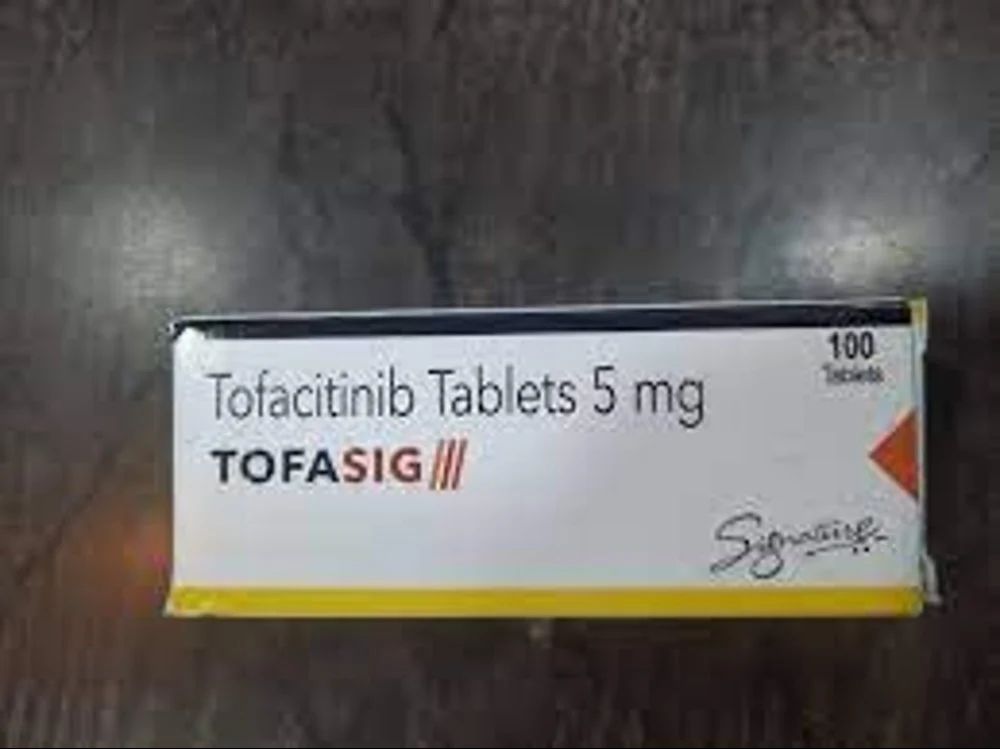 100
Tablets
Tofacitinib Tablets 5 mg
TOFASIG
Signature